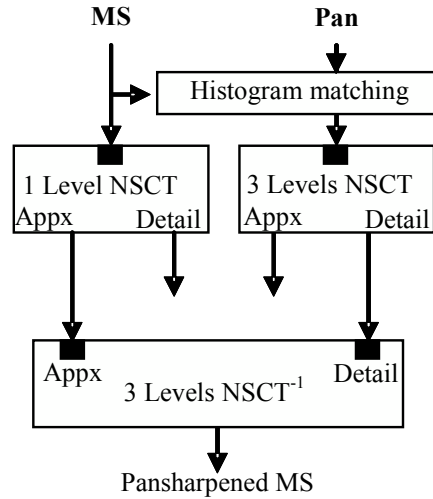 MS Pan
Histogram matching
1 Level NSCT 3 Levels NSCT
Appx Detail Appx Detail
Appx Detail
3 Levels NSCT⁻¹
Pansharpened MS